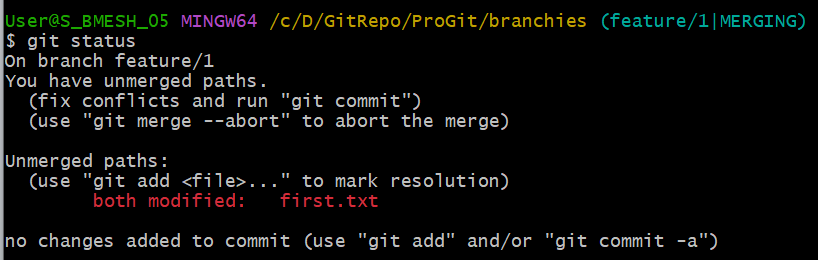 User@S_BMESH_05 MINGW64 /c/D/GitRepo/ProGit/branchies (feature/1|MERGING)
$ git status
On branch feature/1
You have unmerged paths.
  (fix conflicts and run "git commit")
  (use "git merge --abort" to abort the merge)

Unmerged paths:
  (use "git add <file>..." to mark resolution)
        both modified:   first.txt

no changes added to commit (use "git add" and/or "git commit -a")